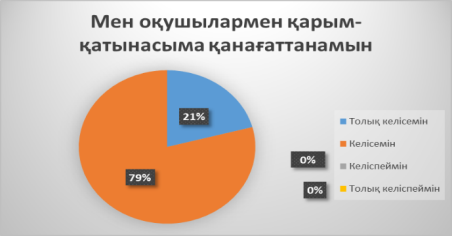 Мен оқушылармен қарым-
қатынасыма қанағаттанамын
21%
79%
0%
0%
Толық келісемін
Келісемін
Келіспеймін
Толық келіспеймін